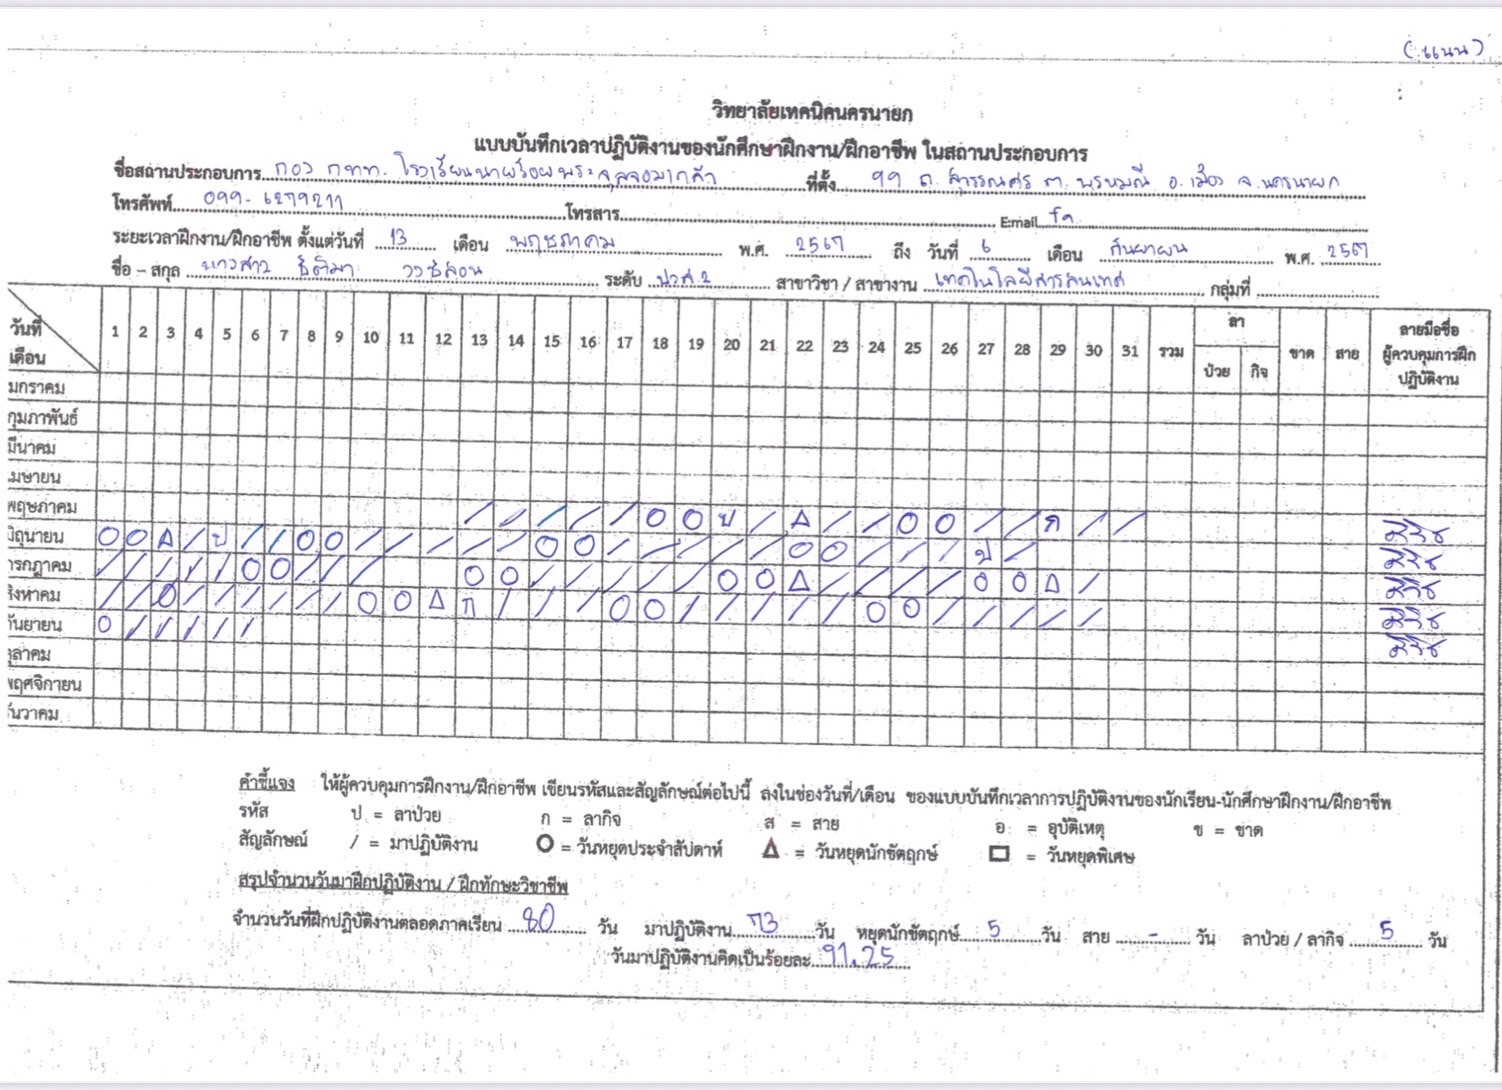 (แนน)
วิทยาลัยเทคนิคนครนายก
แบบบันทึกเวลาปฏิบัติงานของนักศึกษาฝึกงาน/ฝึกอาชีพ ในสถานประกอบการ
ชื่อสถานประกอบการ กอง กทท. โรงเรียนนายร้อยพระจุลจอมเกล้า ที่ตั้ง 99 ถ. สุวรรณศร ต. พรหมณี อ. เมือง จ. นครนายก
โทรศัพท์ 099-6279211 โทรสาร Email
ระยะเวลาฝึกงาน/ฝึกอาชีพ ตั้งแต่วันที่ 13 เดือน พฤษภาคม พ.ศ. 2567 ถึง วันที่ 6 เดือน กันยายน พ.ศ. 2567
ชื่อ – สกุล นางสาว ธิติมา ระดับ ปวส.2 สาขาวิชา / สาขางาน เทคโนโลยีสารสนเทศ กลุ่มที่
วันที่ เดือน 1 2 3 4 5 6 7 8 9 10 11 12 13 14 15 16 17 18 19 20 21 22 23 24 25 26 27 28 29 30 31 รวม ลา ป่วย กิจ ขาด สาย ลายมือชื่อ ผู้ควบคุมการฝึก ปฏิบัติงาน
มกราคม
กุมภาพันธ์
มีนาคม
เมษายน
พฤษภาคม / / / / / O O ป / Δ / / O O / / ก / /
มิถุนายน O O Δ / ป / / O O / / / / / O O / / / / / O O / / / ป /
กรกฎาคม / / / / / O O / / / O O / / / / / O O Δ / / / / O O Δ /
สิงหาคม / / O / / / / / / O O Δ ก / / / O O / / / / / O O / / / / /
กันยายน O / / / / /
ตุลาคม
พฤศจิกายน
ธันวาคม
คำชี้แจง ให้ผู้ควบคุมการฝึกงาน/ฝึกอาชีพ เขียนรหัสและสัญลักษณ์ต่อไปนี้ ลงในช่องวันที่/เดือน ของแบบบันทึกเวลาการปฏิบัติงานของนักเรียน-นักศึกษาฝึกงาน/ฝึกอาชีพ
รหัส ป = ลาป่วย ก = ลากิจ ส = สาย อ = อุบัติเหตุ ข = ขาด
สัญลักษณ์ / = มาปฏิบัติงาน O = วันหยุดประจำสัปดาห์ Δ = วันหยุดนักขัตฤกษ์ □ = วันหยุดพิเศษ
สรุปจำนวนวันมาฝึกปฏิบัติงาน / ฝึกทักษะวิชาชีพ
จำนวนวันที่ฝึกปฏิบัติงานตลอดภาคเรียน 80 วัน มาปฏิบัติงาน 73 วัน หยุดนักขัตฤกษ์ 5 วัน สาย - วัน ลาป่วย / ลากิจ 5 วัน
วันมาปฏิบัติงานคิดเป็นร้อยละ 91.25